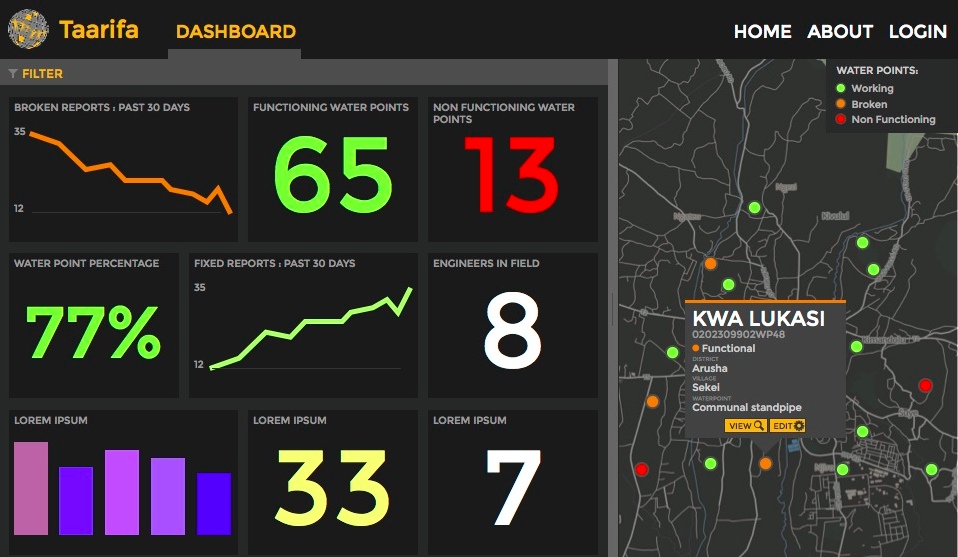 Taarifa
DASHBOARD
HOME ABOUT LOGIN
FILTER
BROKEN REPORTS : PAST 30 DAYS
35
12
FUNCTIONING WATER POINTS
65
NON FUNCTIONING WATER
POINTS
13
WATER POINT PERCENTAGE
77%
FIXED REPORTS : PAST 30 DAYS
35
12
ENGINEERS IN FIELD
8
LOREM IPSUM
LOREM IPSUM
33
LOREM IPSUM
7
WATER POINTS:
Working
Broken
Non Functioning
KWA LUKASI
0202309902WP48
Functional
DISTRICT
Arusha
VILLAGE
Sekei
WATERPOINT
Communal standpipe
VIEW EDIT